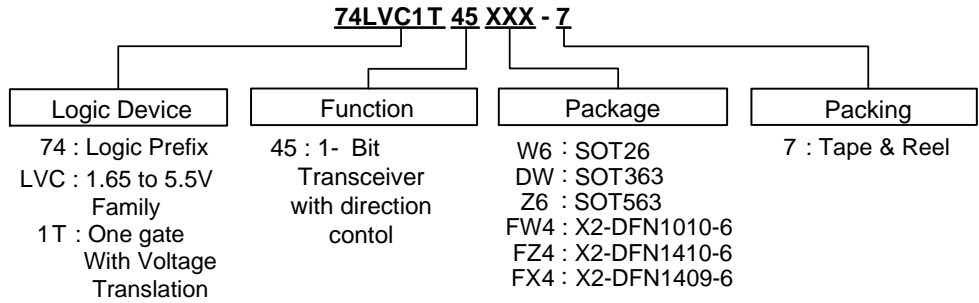 74LVC1T 45 XXX - 7
Logic Device
74 : Logic Prefix
LVC : 1.65 to 5.5V
Family
1T : One gate
With Voltage
Translation
Function
45 : 1- Bit
Transceiver
with direction
contol
Package
W6 : SOT26
DW : SOT363
Z6 : SOT563
FW4 : X2-DFN1010-6
FZ4 : X2-DFN1410-6
FX4 : X2-DFN1409-6
Packing
7 : Tape & Reel